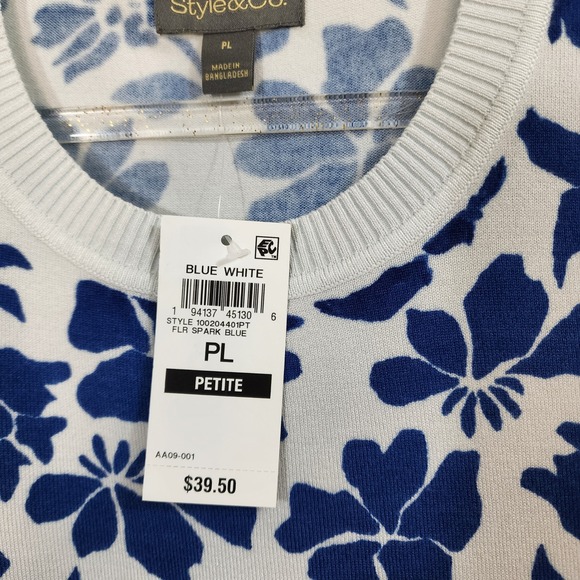 Style&Co.
PL
MADE IN
BANGLADESH
BLUE WHITE
1 94137 45130 6
STYLE 100204401PT
FLR SPARK BLUE
PL
PETITE
AA09-001
$39.50